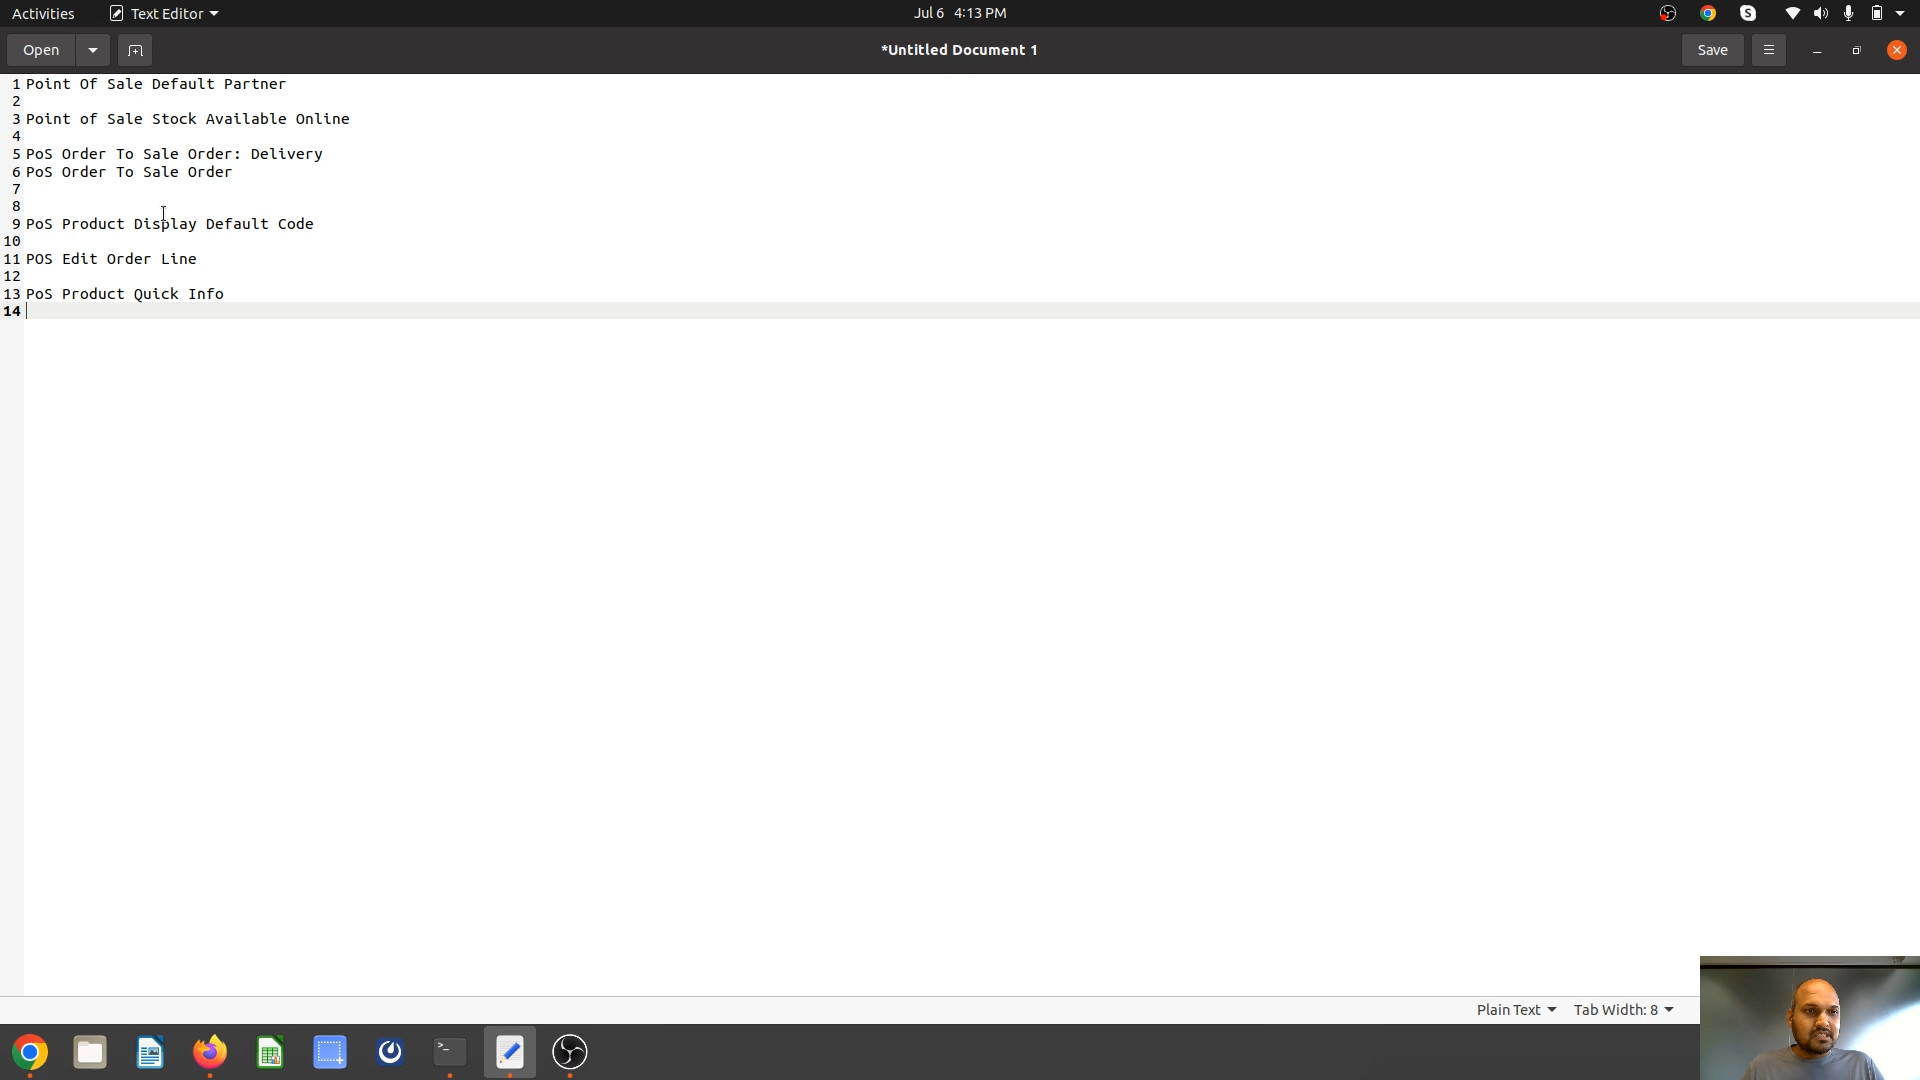 Activities Text Editor Jul 6 4:13 PM S
Open *Untitled Document 1 Save
1 Point Of Sale Default Partner
2
3 Point of Sale Stock Available Online
4
5 PoS Order To Sale Order: Delivery
6 PoS Order To Sale Order
7
8
9 PoS Product Display Default Code
10
11 POS Edit Order Line
12
13 PoS Product Quick Info
14
Plain Text Tab Width: 8